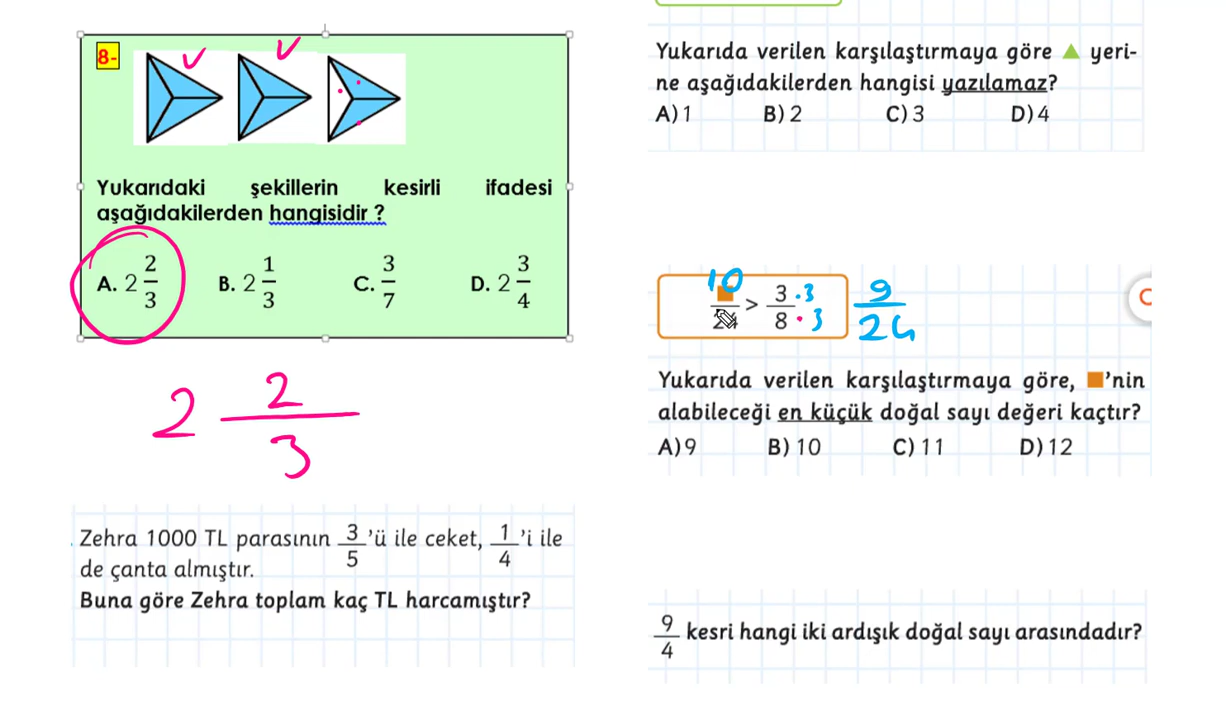 8-
Yukarıdaki şekillerin kesirli ifadesi
aşağıdakilerden hangisidir ?
A. 2 2/3 B. 2 1/3 C. 3/7 D. 2 3/4
2 2/3
Zehra 1000 TL parasının 3/5 'ü ile ceket, 1/4 'i ile
de çanta almıştır.
Buna göre Zehra toplam kaç TL harcamıştır?
Yukarıda verilen karşılaştırmaya göre ▲ yeri-
ne aşağıdakilerden hangisi yazılamaz?
A) 1 B) 2 C) 3 D) 4
10
■/24 > 3/8 .3 .3 9/24
Yukarıda verilen karşılaştırmaya göre, ■'nin
alabileceği en küçük doğal sayı değeri kaçtır?
A) 9 B) 10 C) 11 D) 12
9/4 kesri hangi iki ardışık doğal sayı arasındadır?